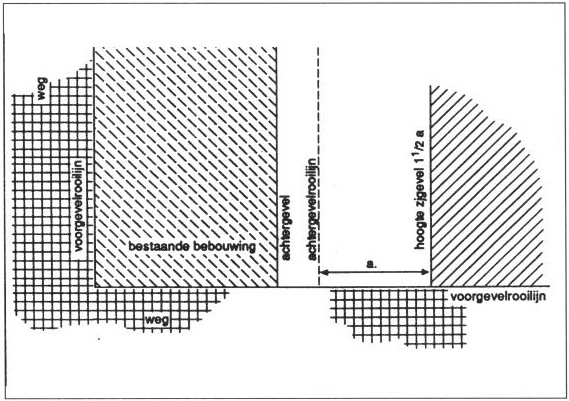 weg
voorgevelrooilijn
bestaande bebouwing
achtergevel
achtergevelrooilijn
hoogte zijgevel 1 1/2 a
a.
voorgevelrooilijn
weg